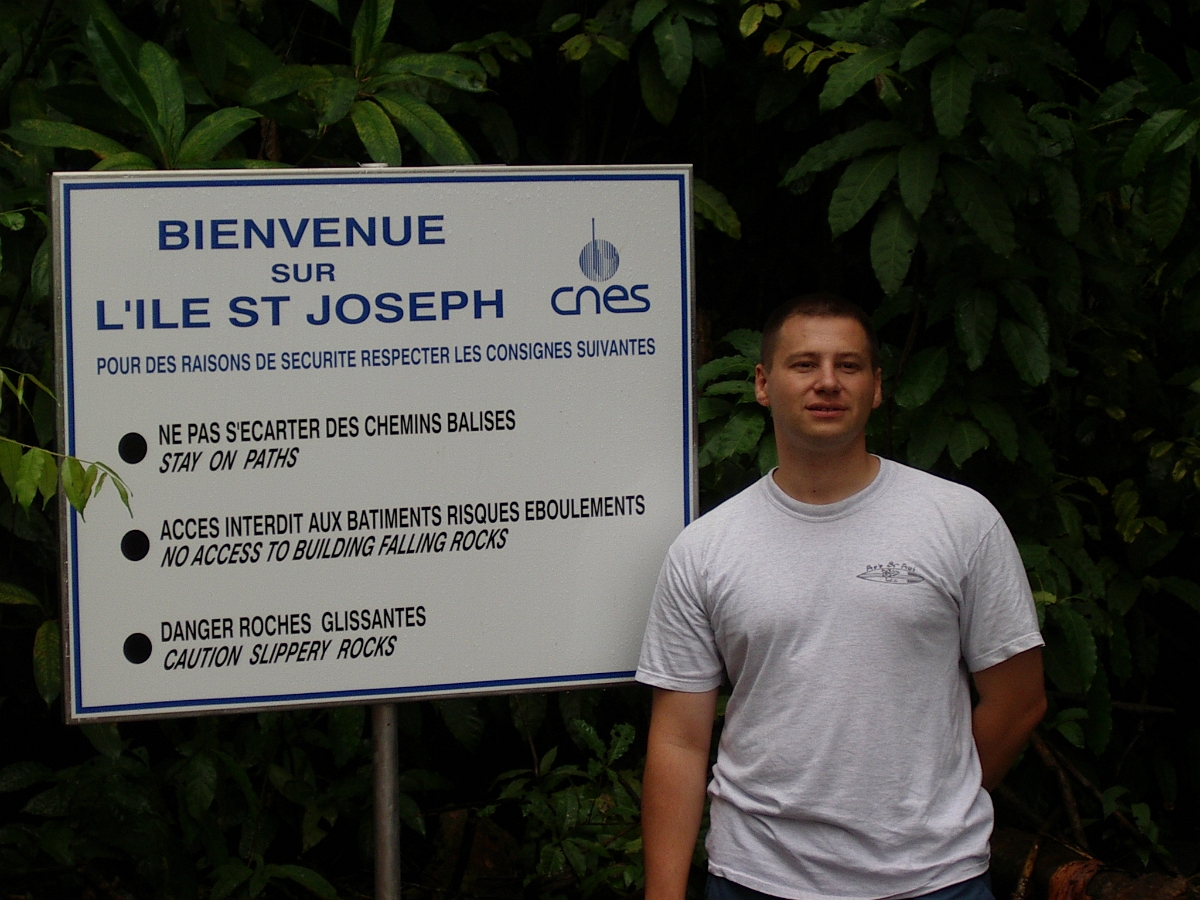 BIENVENUE
SUR
L'ILE ST JOSEPH
cnes
POUR DES RAISONS DE SECURITE RESPECTER LES CONSIGNES SUIVANTES
NE PAS S'ECARTER DES CHEMINS BALISES
STAY ON PATHS
ACCES INTERDIT AUX BATIMENTS RISQUES EBOULEMENTS
NO ACCESS TO BUILDING FALLING ROCKS
DANGER ROCHES GLISSANTES
CAUTION SLIPPERY ROCKS